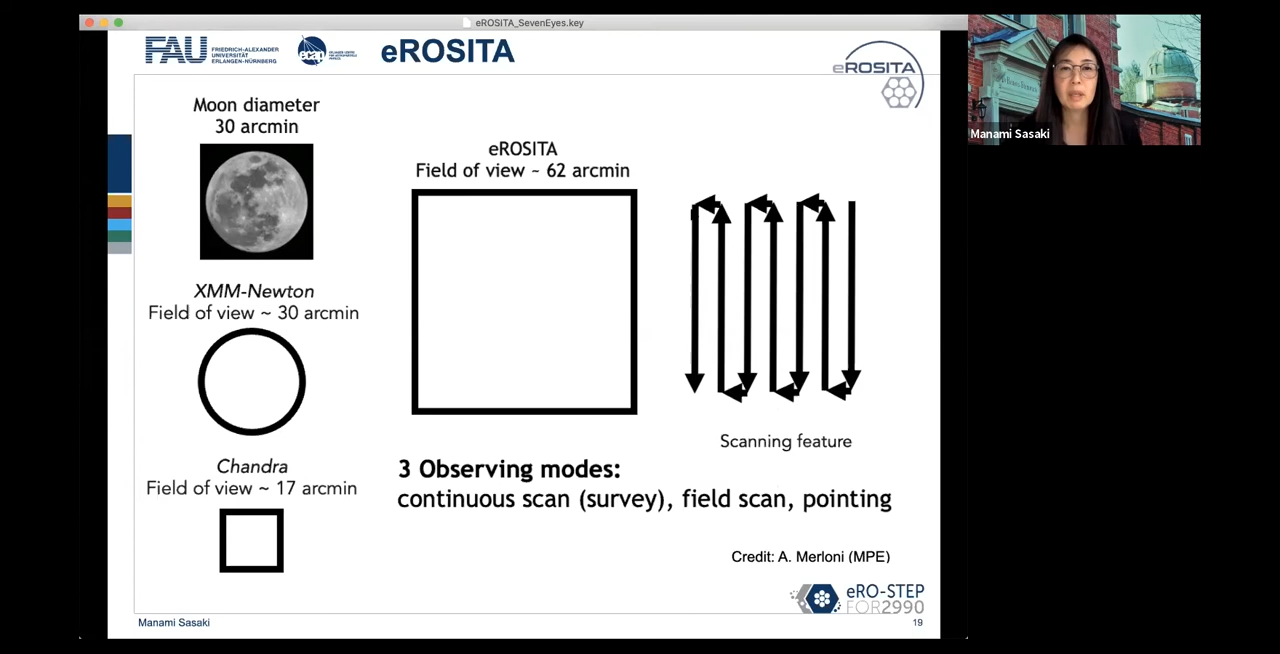 eROSITA_SevenEyes.key
FAU
FRIEDRICH-ALEXANDER
UNIVERSITÄT
ERLANGEN-NÜRNBERG
ecap
eROSITA
eROSITA
Moon diameter
30 arcmin
eROSITA
Field of view ~ 62 arcmin
XMM-Newton
Field of view ~ 30 arcmin
Chandra
Field of view ~ 17 arcmin
Scanning feature
3 Observing modes:
continuous scan (survey), field scan, pointing
Credit: A. Merloni (MPE)
eRO-STEP
FOR2990
Manami Sasaki
19
Manami Sasaki